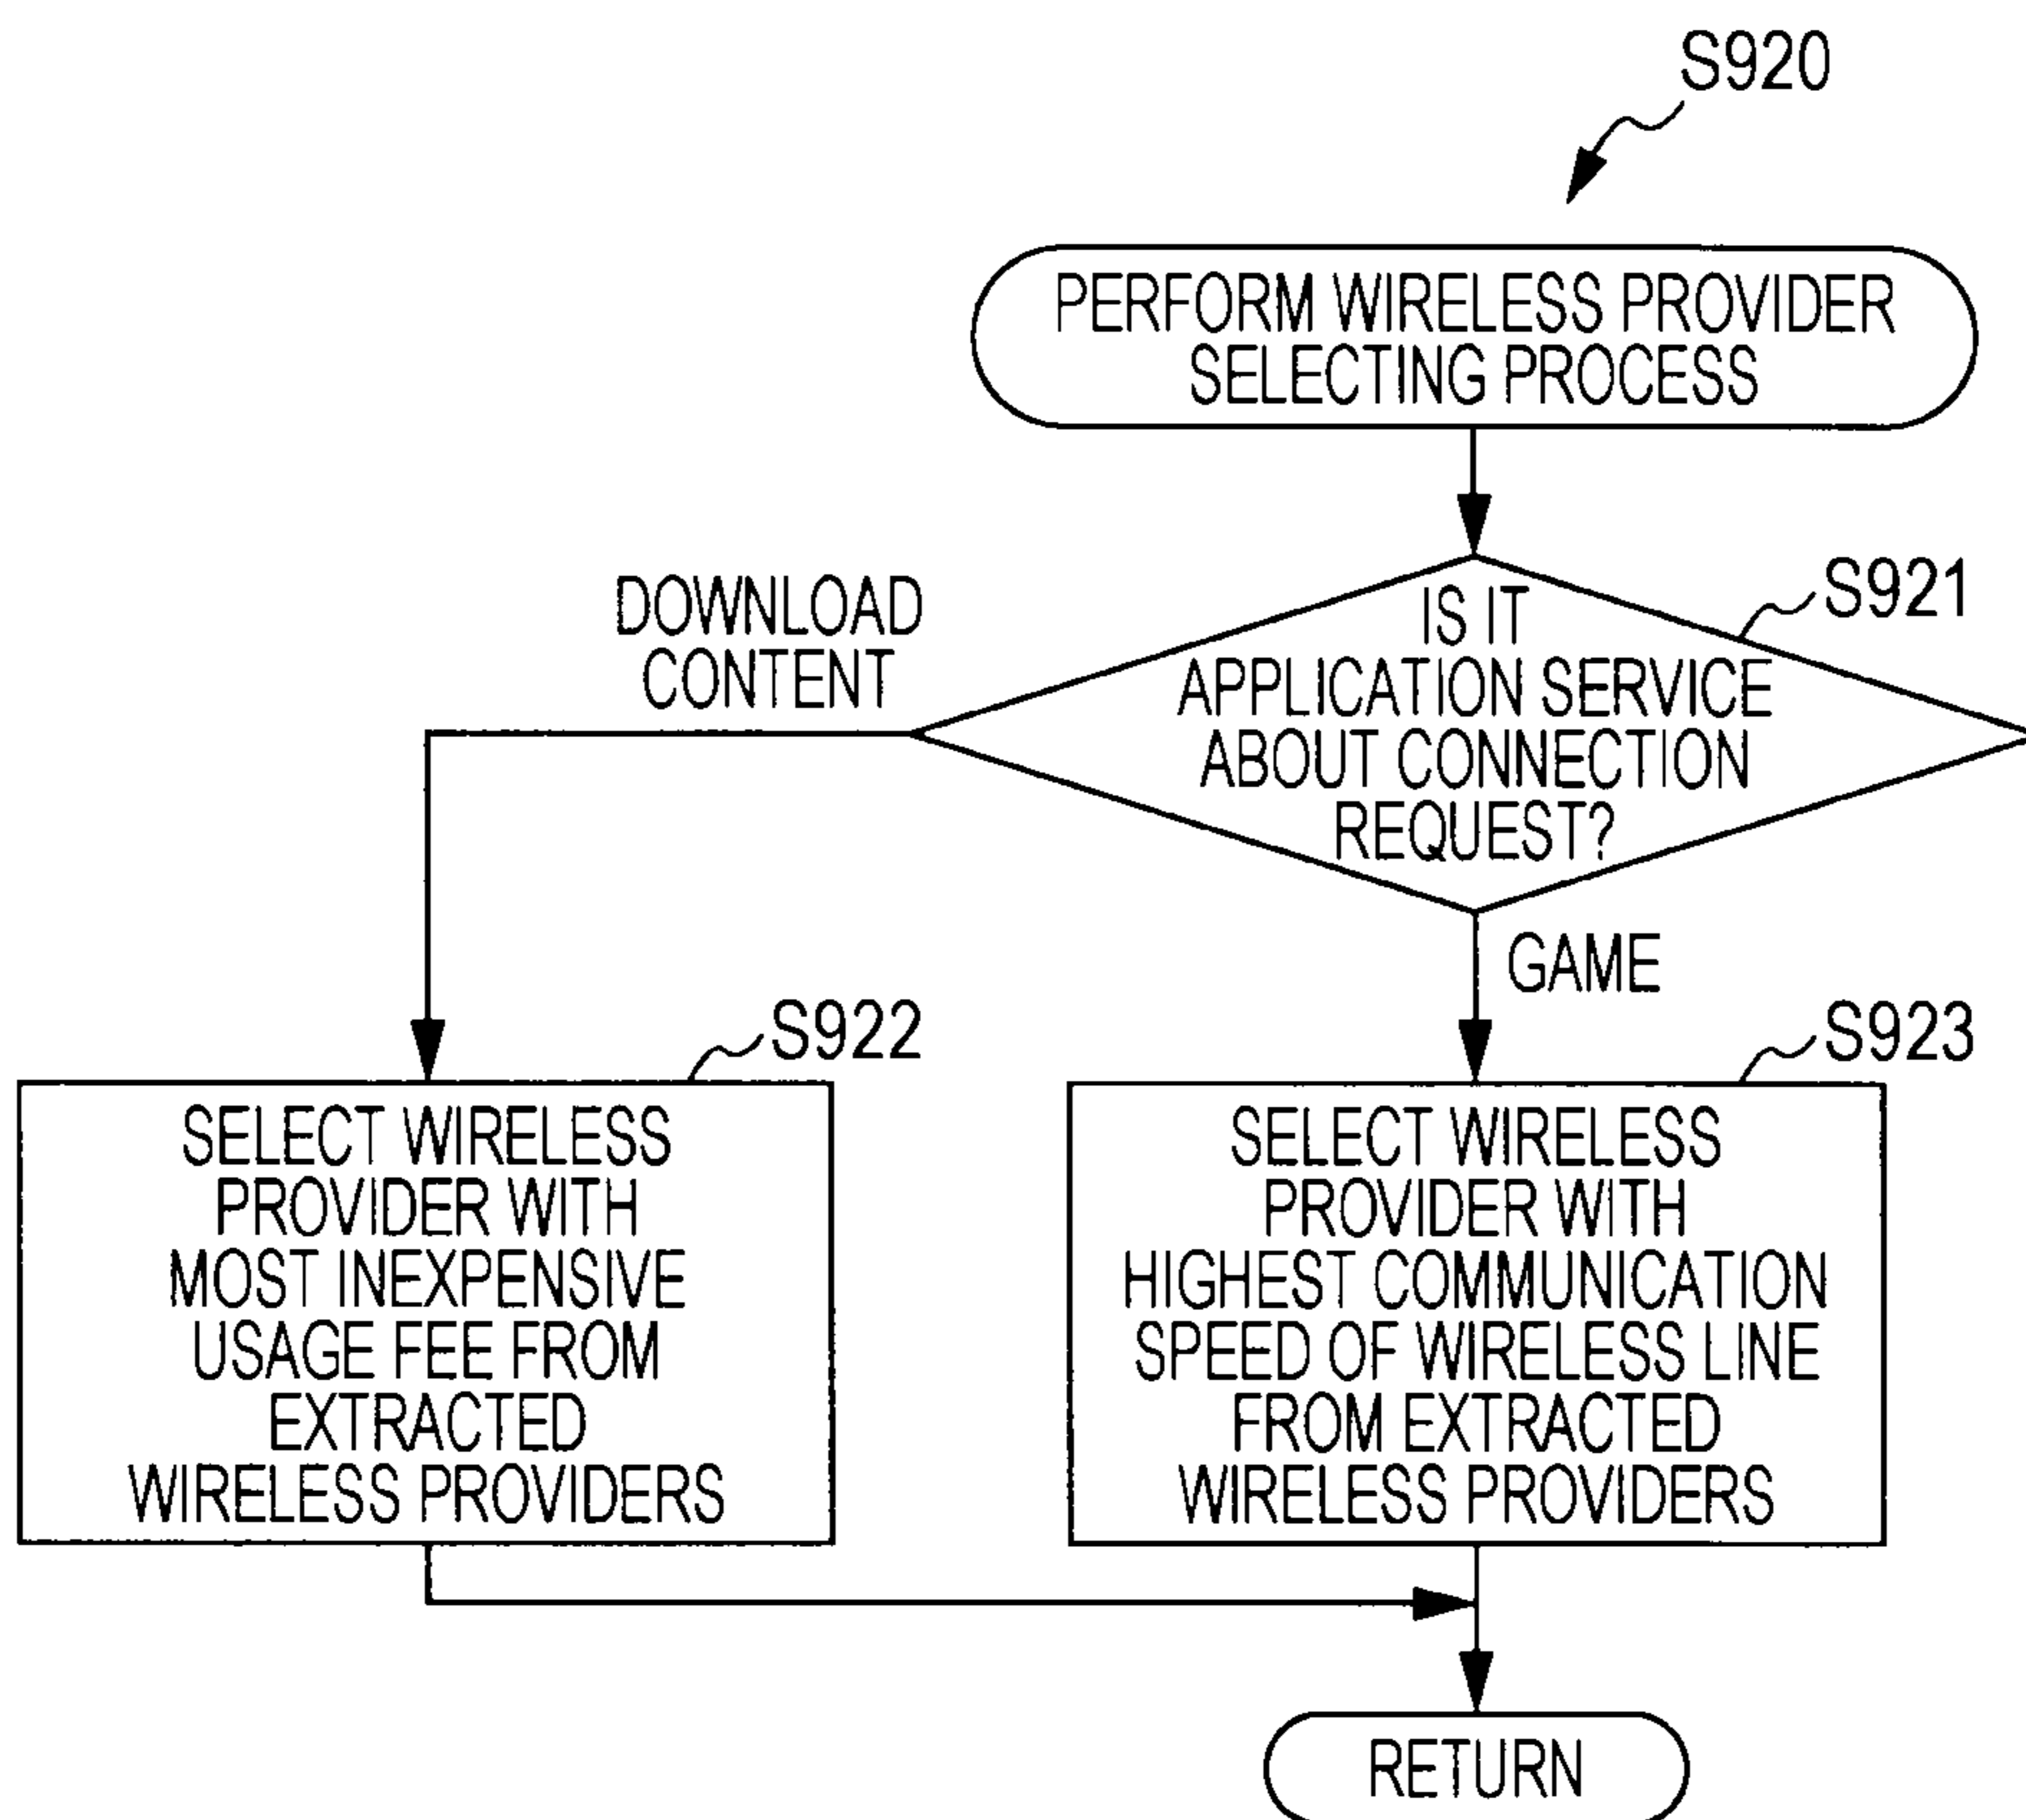 S920
PERFORM WIRELESS PROVIDER
SELECTING PROCESS
S921
IS IT
APPLICATION SERVICE
ABOUT CONNECTION
REQUEST?
DOWNLOAD
CONTENT
GAME
S922
SELECT WIRELESS
PROVIDER WITH
MOST INEXPENSIVE
USAGE FEE FROM
EXTRACTED
WIRELESS PROVIDERS
S923
SELECT WIRELESS
PROVIDER WITH
HIGHEST COMMUNICATION
SPEED OF WIRELESS LINE
FROM EXTRACTED
WIRELESS PROVIDERS
RETURN